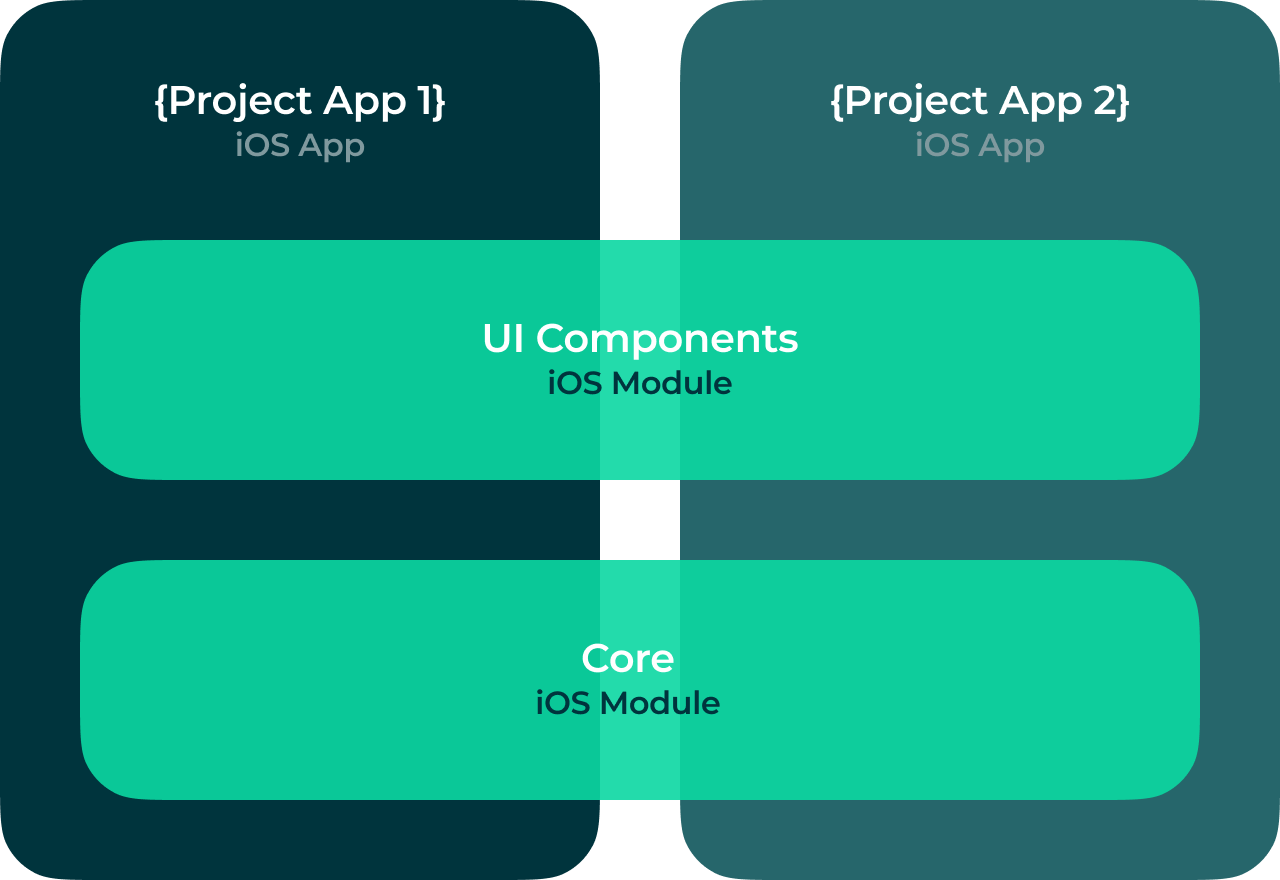 {Project App 1}
iOS App
{Project App 2}
iOS App
UI Components
iOS Module
Core
iOS Module